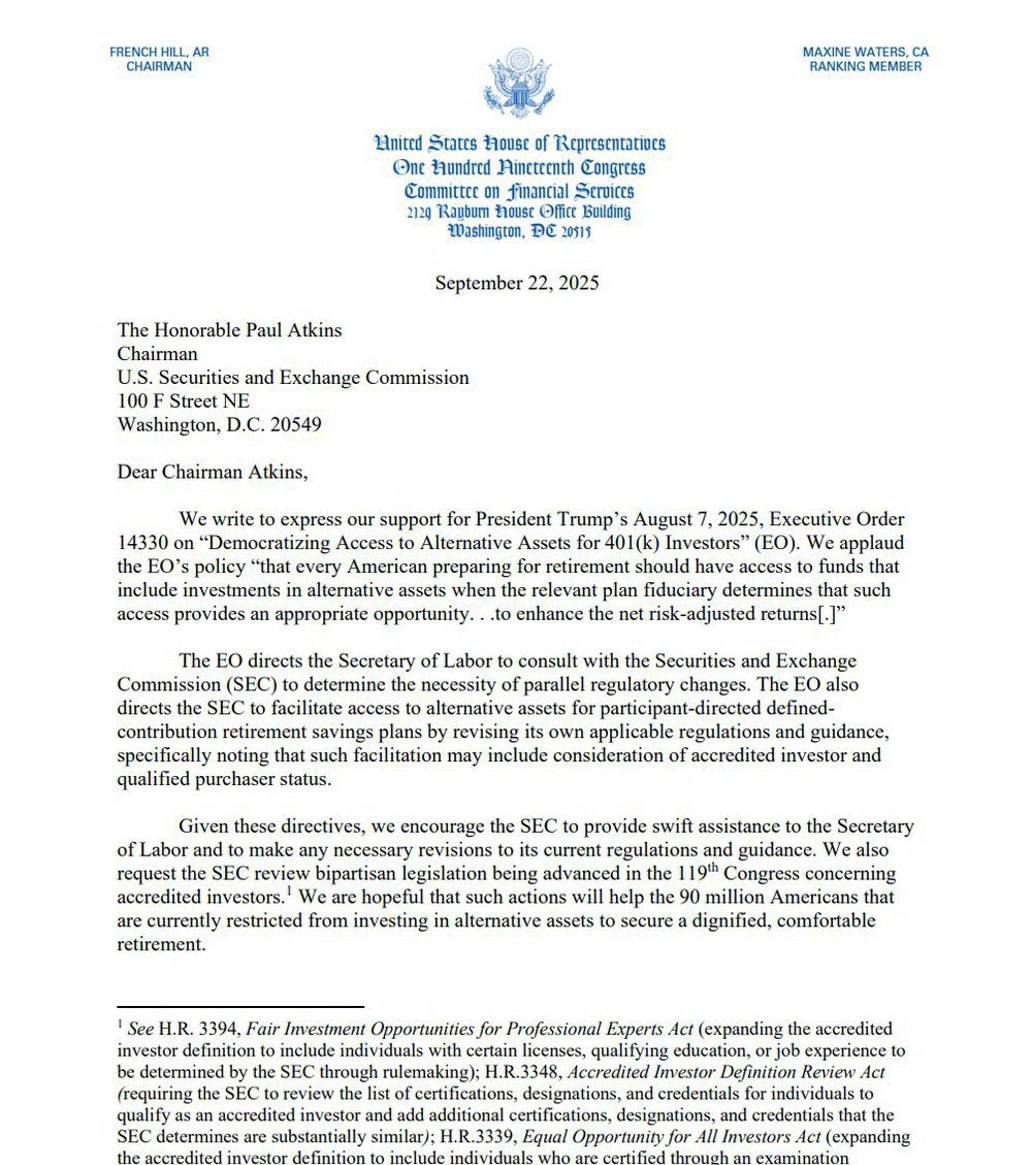 FRENCH HILL, AR
CHAIRMAN
MAXINE WATERS, CA
RANKING MEMBER
United States House of Representatives
One Hundred Nineteenth Congress
Committee on Financial Services
2129 Rayburn House Office Building
Washington, DC 20515
September 22, 2025
The Honorable Paul Atkins
Chairman
U.S. Securities and Exchange Commission
100 F Street NE
Washington, D.C. 20549
Dear Chairman Atkins,
We write to express our support for President Trump’s August 7, 2025, Executive Order
14330 on “Democratizing Access to Alternative Assets for 401(k) Investors” (EO). We applaud
the EO’s policy “that every American preparing for retirement should have access to funds that
include investments in alternative assets when the relevant plan fiduciary determines that such
access provides an appropriate opportunity. . .to enhance the net risk-adjusted returns[.]”
The EO directs the Secretary of Labor to consult with the Securities and Exchange
Commission (SEC) to determine the necessity of parallel regulatory changes. The EO also
directs the SEC to facilitate access to alternative assets for participant-directed defined-
contribution retirement savings plans by revising its own applicable regulations and guidance,
specifically noting that such facilitation may include consideration of accredited investor and
qualified purchaser status.
Given these directives, we encourage the SEC to provide swift assistance to the Secretary
of Labor and to make any necessary revisions to its current regulations and guidance. We also
request the SEC review bipartisan legislation being advanced in the 119th Congress concerning
accredited investors.1 We are hopeful that such actions will help the 90 million Americans that
are currently restricted from investing in alternative assets to secure a dignified, comfortable
retirement.
1 See H.R. 3394, Fair Investment Opportunities for Professional Experts Act (expanding the accredited
investor definition to include individuals with certain licenses, qualifying education, or job experience to
be determined by the SEC through rulemaking); H.R.3348, Accredited Investor Definition Review Act
(requiring the SEC to review the list of certifications, designations, and credentials for individuals to
qualify as an accredited investor and add additional certifications, designations, and credentials that the
SEC determines are substantially similar); H.R.3339, Equal Opportunity for All Investors Act (expanding
the accredited investor definition to include individuals who are certified through an examination